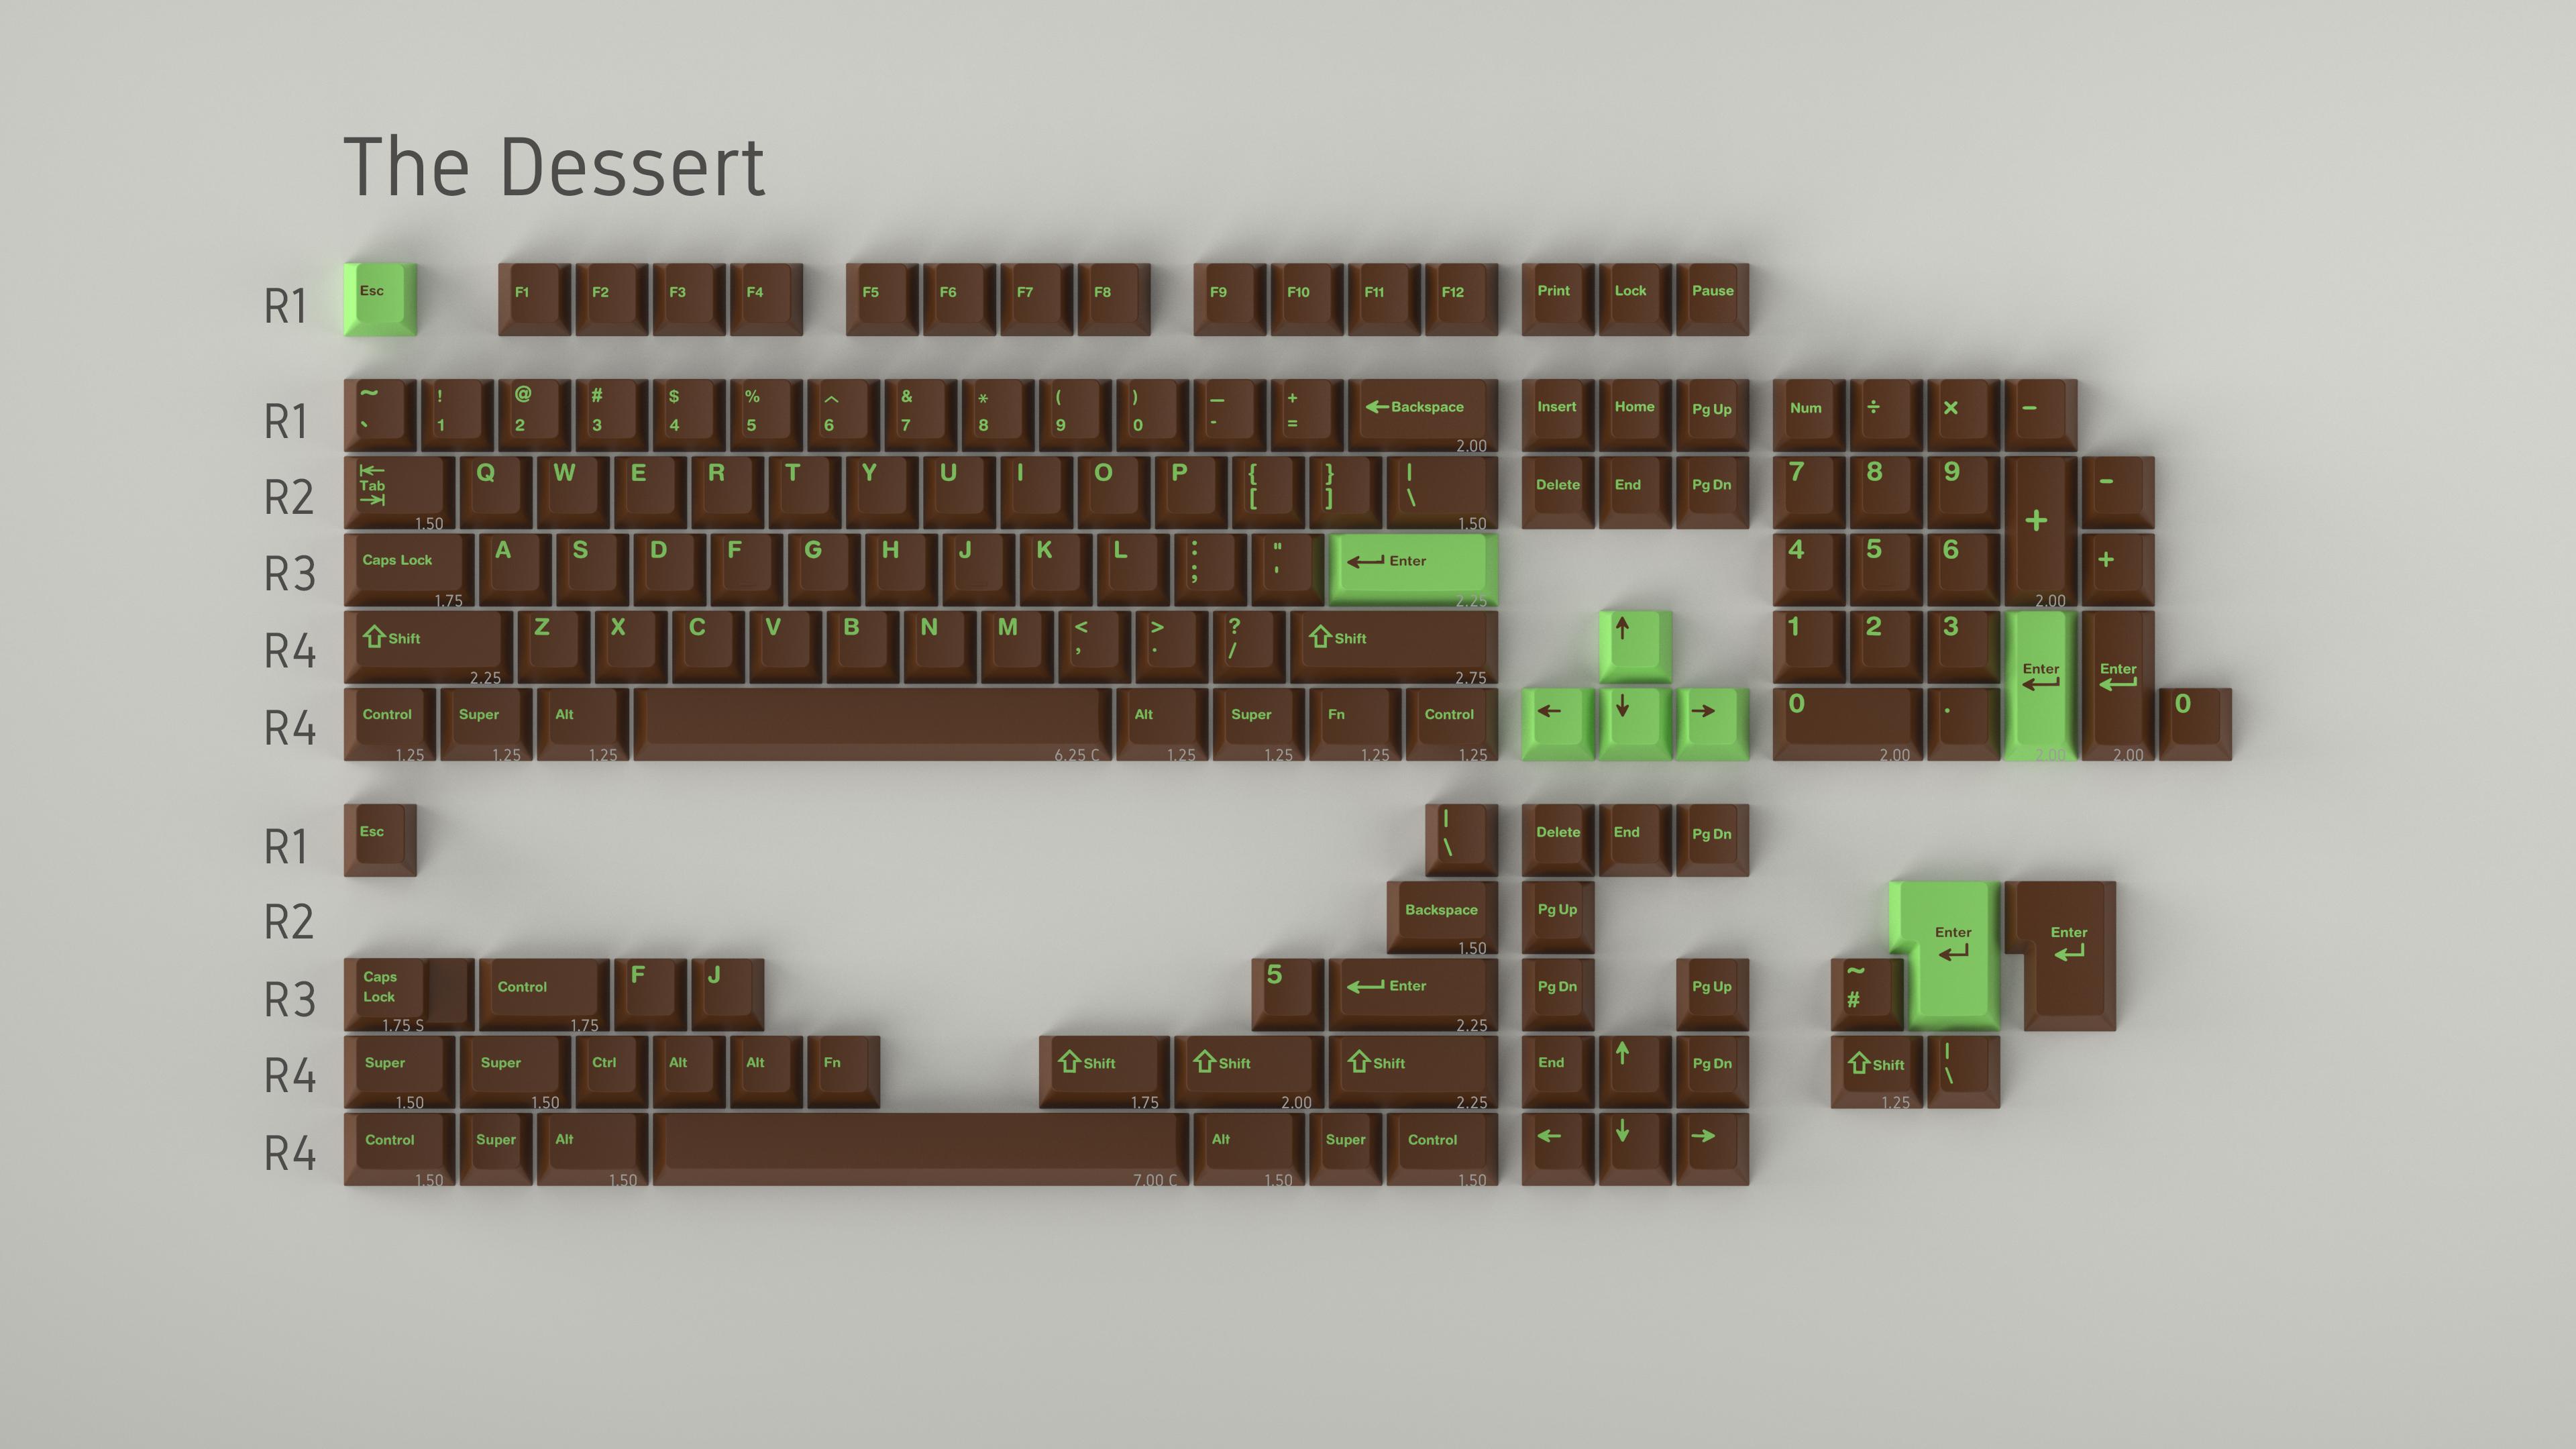 The Dessert
R1 Esc F1 F2 F3 F4 F5 F6 F7 F8 F9 F10 F11 F12 Print Lock Pause
~ ! @ # $ % ^ & * ( ) _ +
R1 ` 1 2 3 4 5 6 7 8 9 0 - = ←Backspace 2.00 Insert Home Pg Up Num ÷ × −
R2 ⇤ Tab ⇥ 1.50 Q W E R T Y U I O P { [ } ] | \ 1.50 Delete End Pg Dn 7 8 9 + 2.00 −
R3 Caps Lock 1.75 A S D F G H J K L : ; " ' ↵ Enter 2.25 4 5 6 +
R4 ⇧Shift 2.25 Z X C V B N M < , > . ? / ⇧Shift 2.75 ↑ 1 2 3 Enter ↵ 2.00 Enter ↵ 2.00
R4 Control 1.25 Super 1.25 Alt 1.25 6.25 C Alt 1.25 Super 1.25 Fn 1.25 Control 1.25 ← ↓ → 0 2.00 . 0
R1 Esc | \ Delete End Pg Dn
R2 Backspace 1.50 Pg Up Enter ↵ Enter ↵
R3 Caps Lock 1.75 S Control 1.75 F J 5 ↵ Enter 2.25 Pg Dn Pg Up ~ #
R4 Super 1.50 Super 1.50 Ctrl Alt Alt Fn ⇧Shift 1.75 ⇧Shift 2.00 ⇧Shift 2.25 End ↑ Pg Dn ⇧Shift 1.25 | \
R4 Control 1.50 Super Alt 1.50 7.00 C Alt 1.50 Super Control 1.50 ← ↓ →